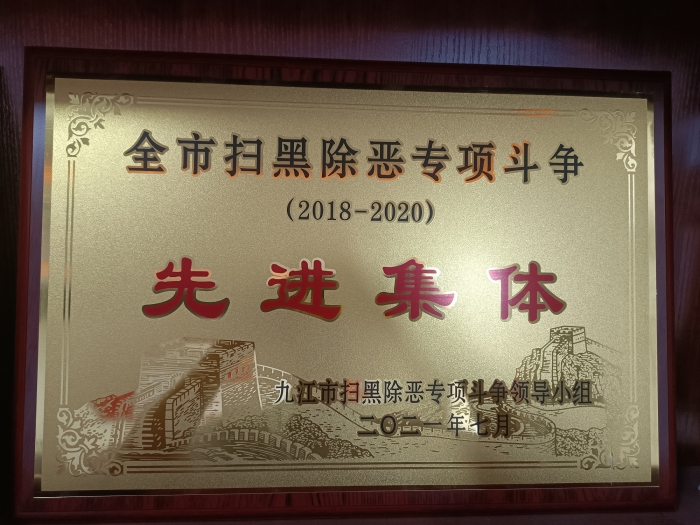 全市扫黑除恶专项斗争
(2018-2020)
先进集体
九江市扫黑除恶专项斗争领导小组
二〇二一年七月